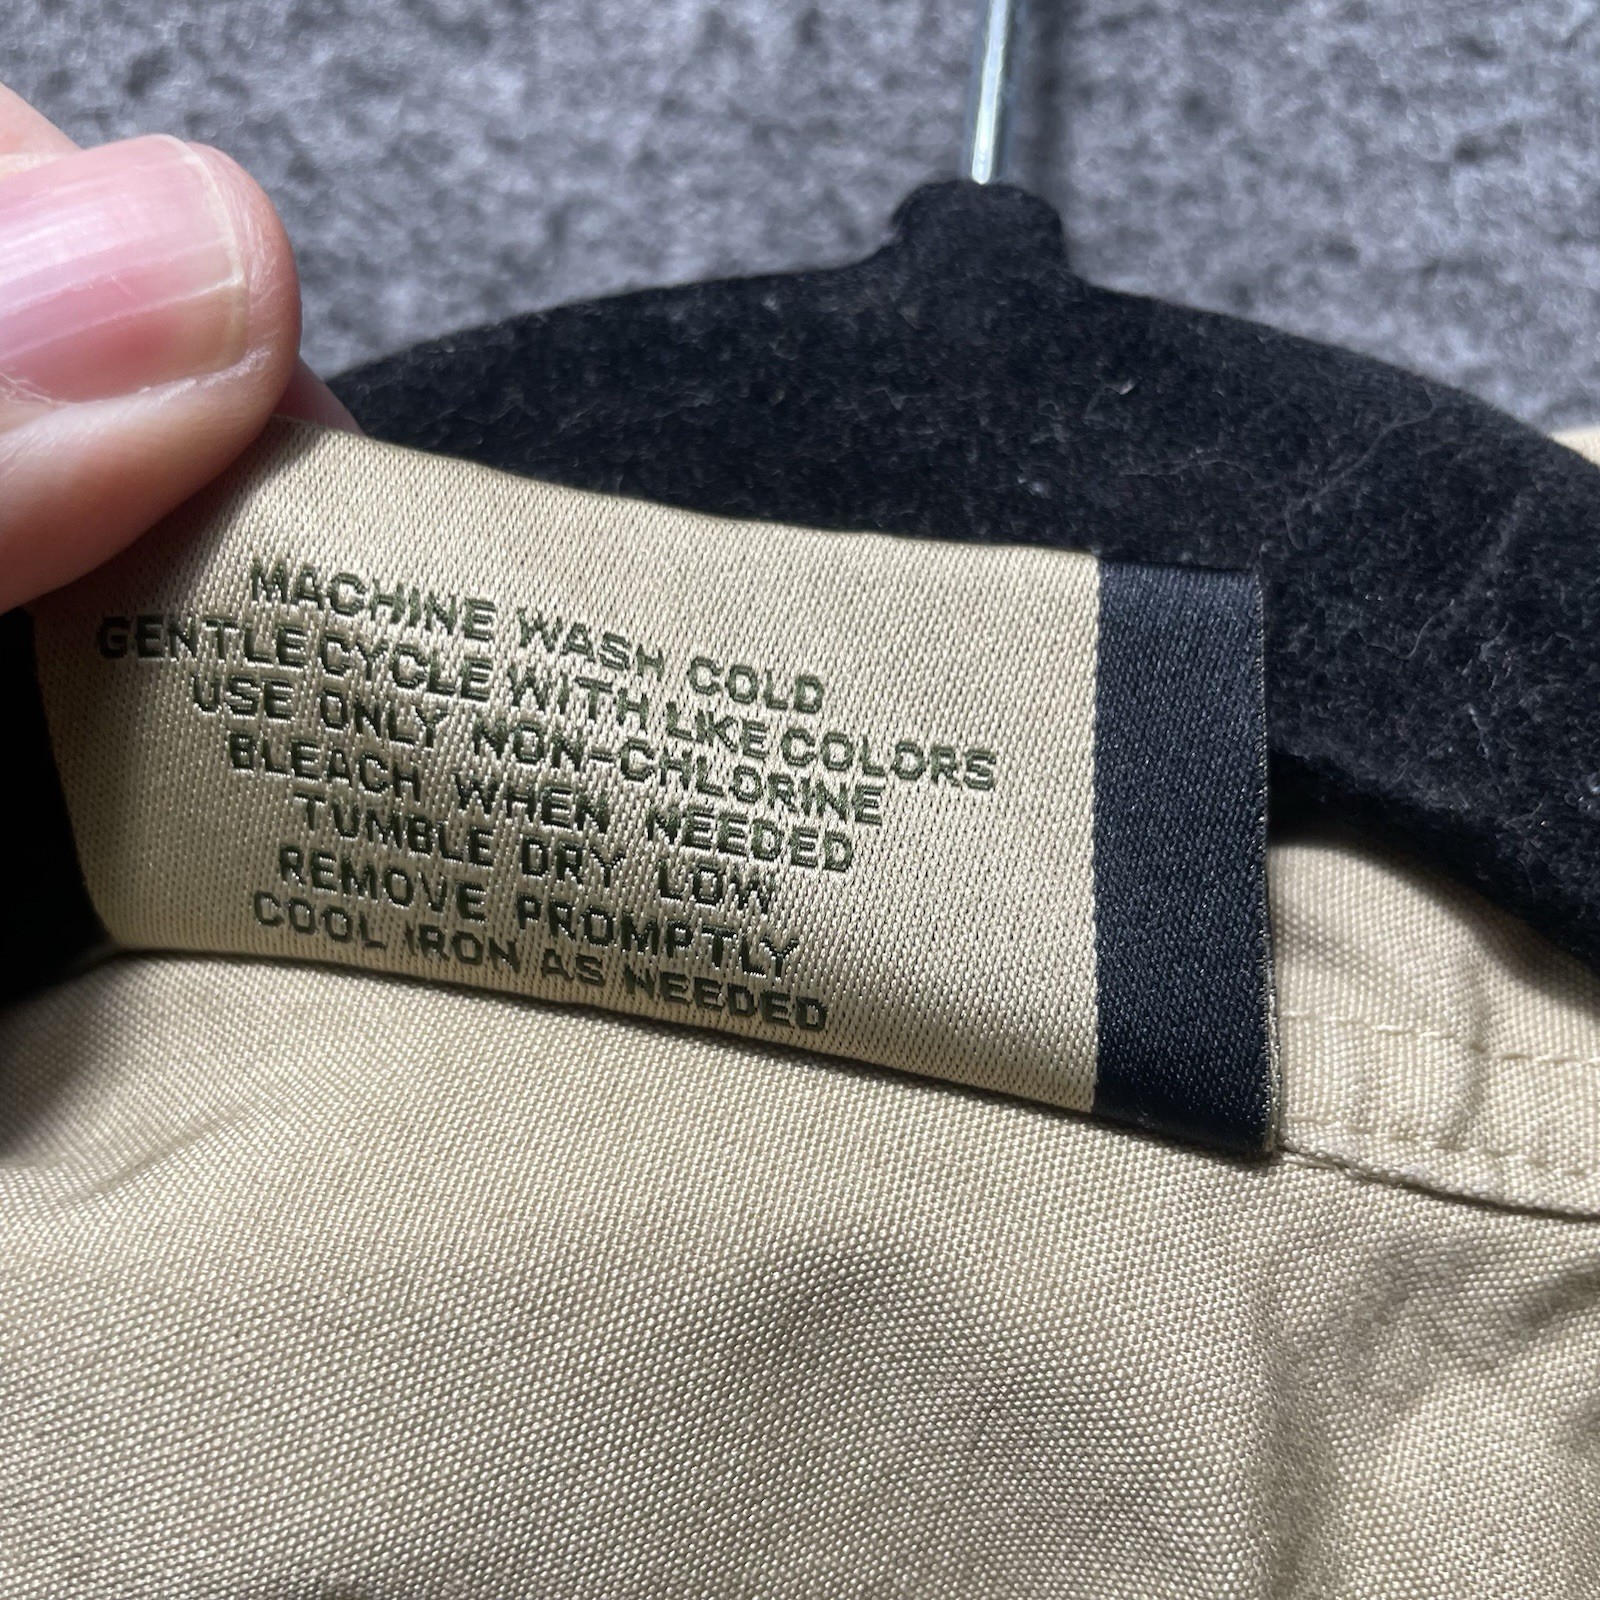 MACHINE WASH COLD
GENTLE CYCLE WITH LIKE COLORS
USE ONLY NON-CHLORINE
BLEACH WHEN NEEDED
TUMBLE DRY LOW
REMOVE PROMPTLY
COOL IRON AS NEEDED